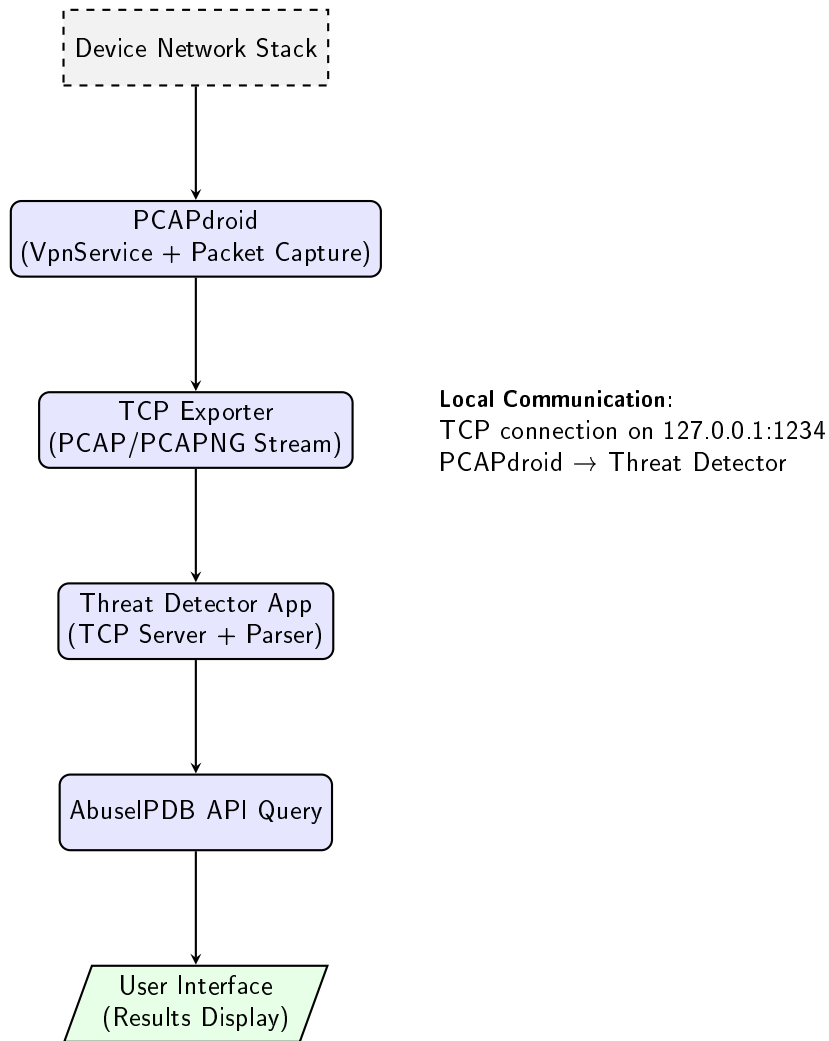 Device Network Stack
PCAPdroid
(VpnService + Packet Capture)
TCP Exporter
(PCAP/PCAPNG Stream)
Local Communication:
TCP connection on 127.0.0.1:1234
PCAPdroid → Threat Detector
Threat Detector App
(TCP Server + Parser)
AbuseIPDB API Query
User Interface
(Results Display)